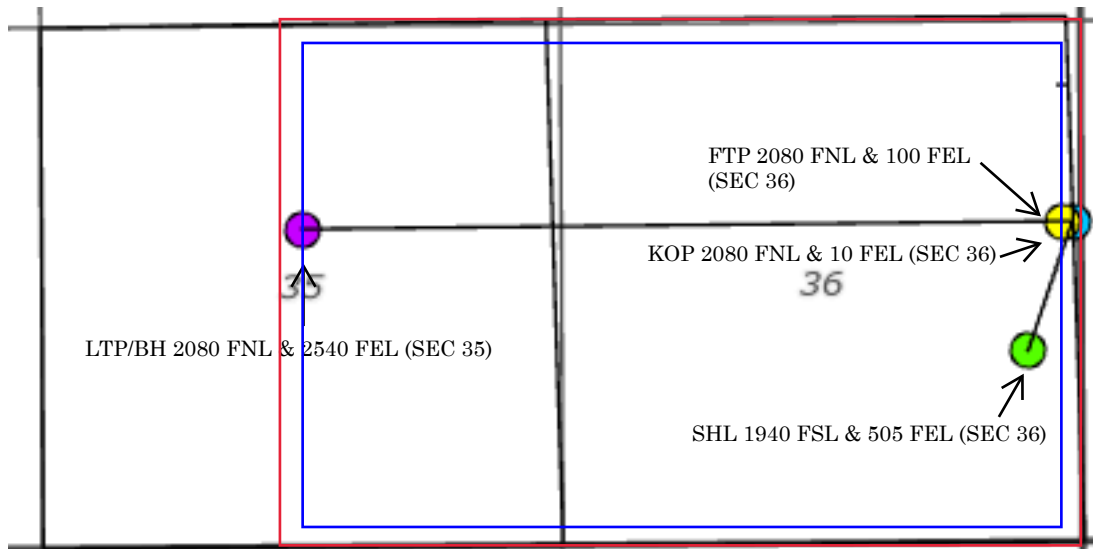 FTP 2080 FNL & 100 FEL
(SEC 36)
KOP 2080 FNL & 10 FEL (SEC 36)
35
36
LTP/BH 2080 FNL & 2540 FEL (SEC 35)
SHL 1940 FSL & 505 FEL (SEC 36)